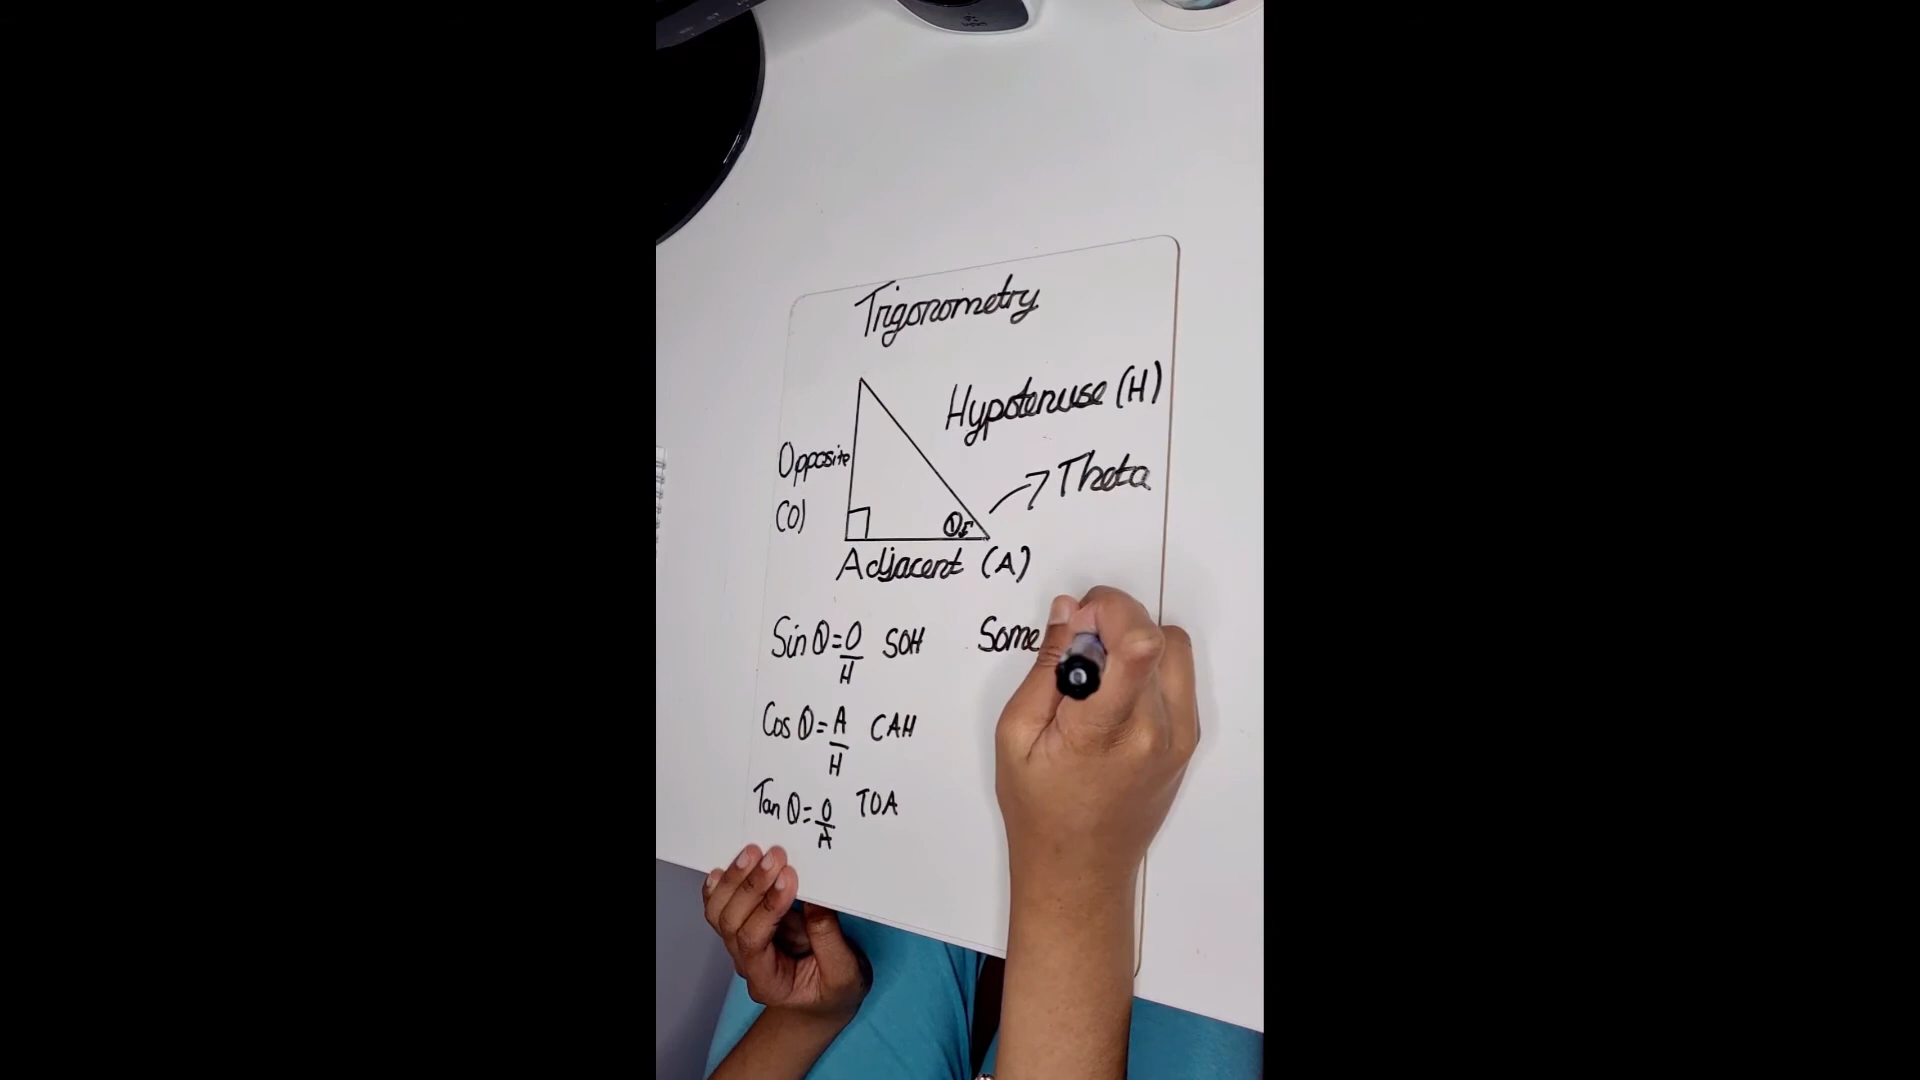 Trigonometry
Hypotenuse (H)
Opposite
(O)
Theta
θ
Adjacent (A)
Sin θ = O/H SOH
Some
Cos θ = A/H CAH
Tan θ = O/A TOA